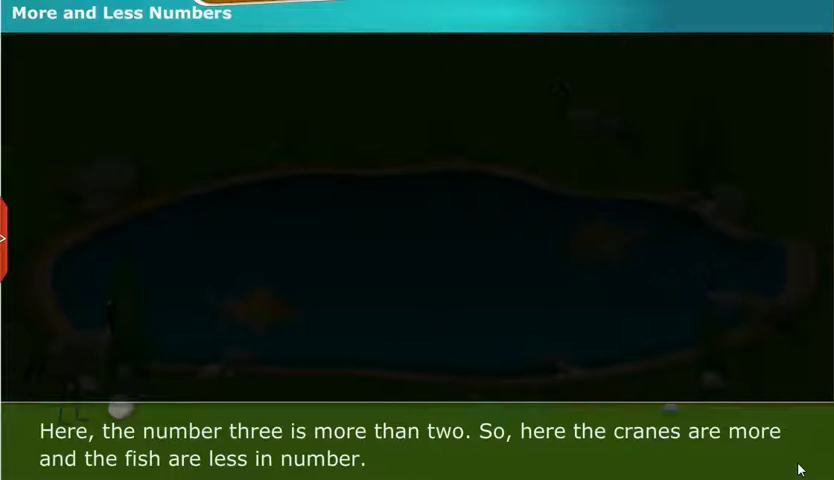 More and Less Numbers
Here, the number three is more than two. So, here the cranes are more
and the fish are less in number.